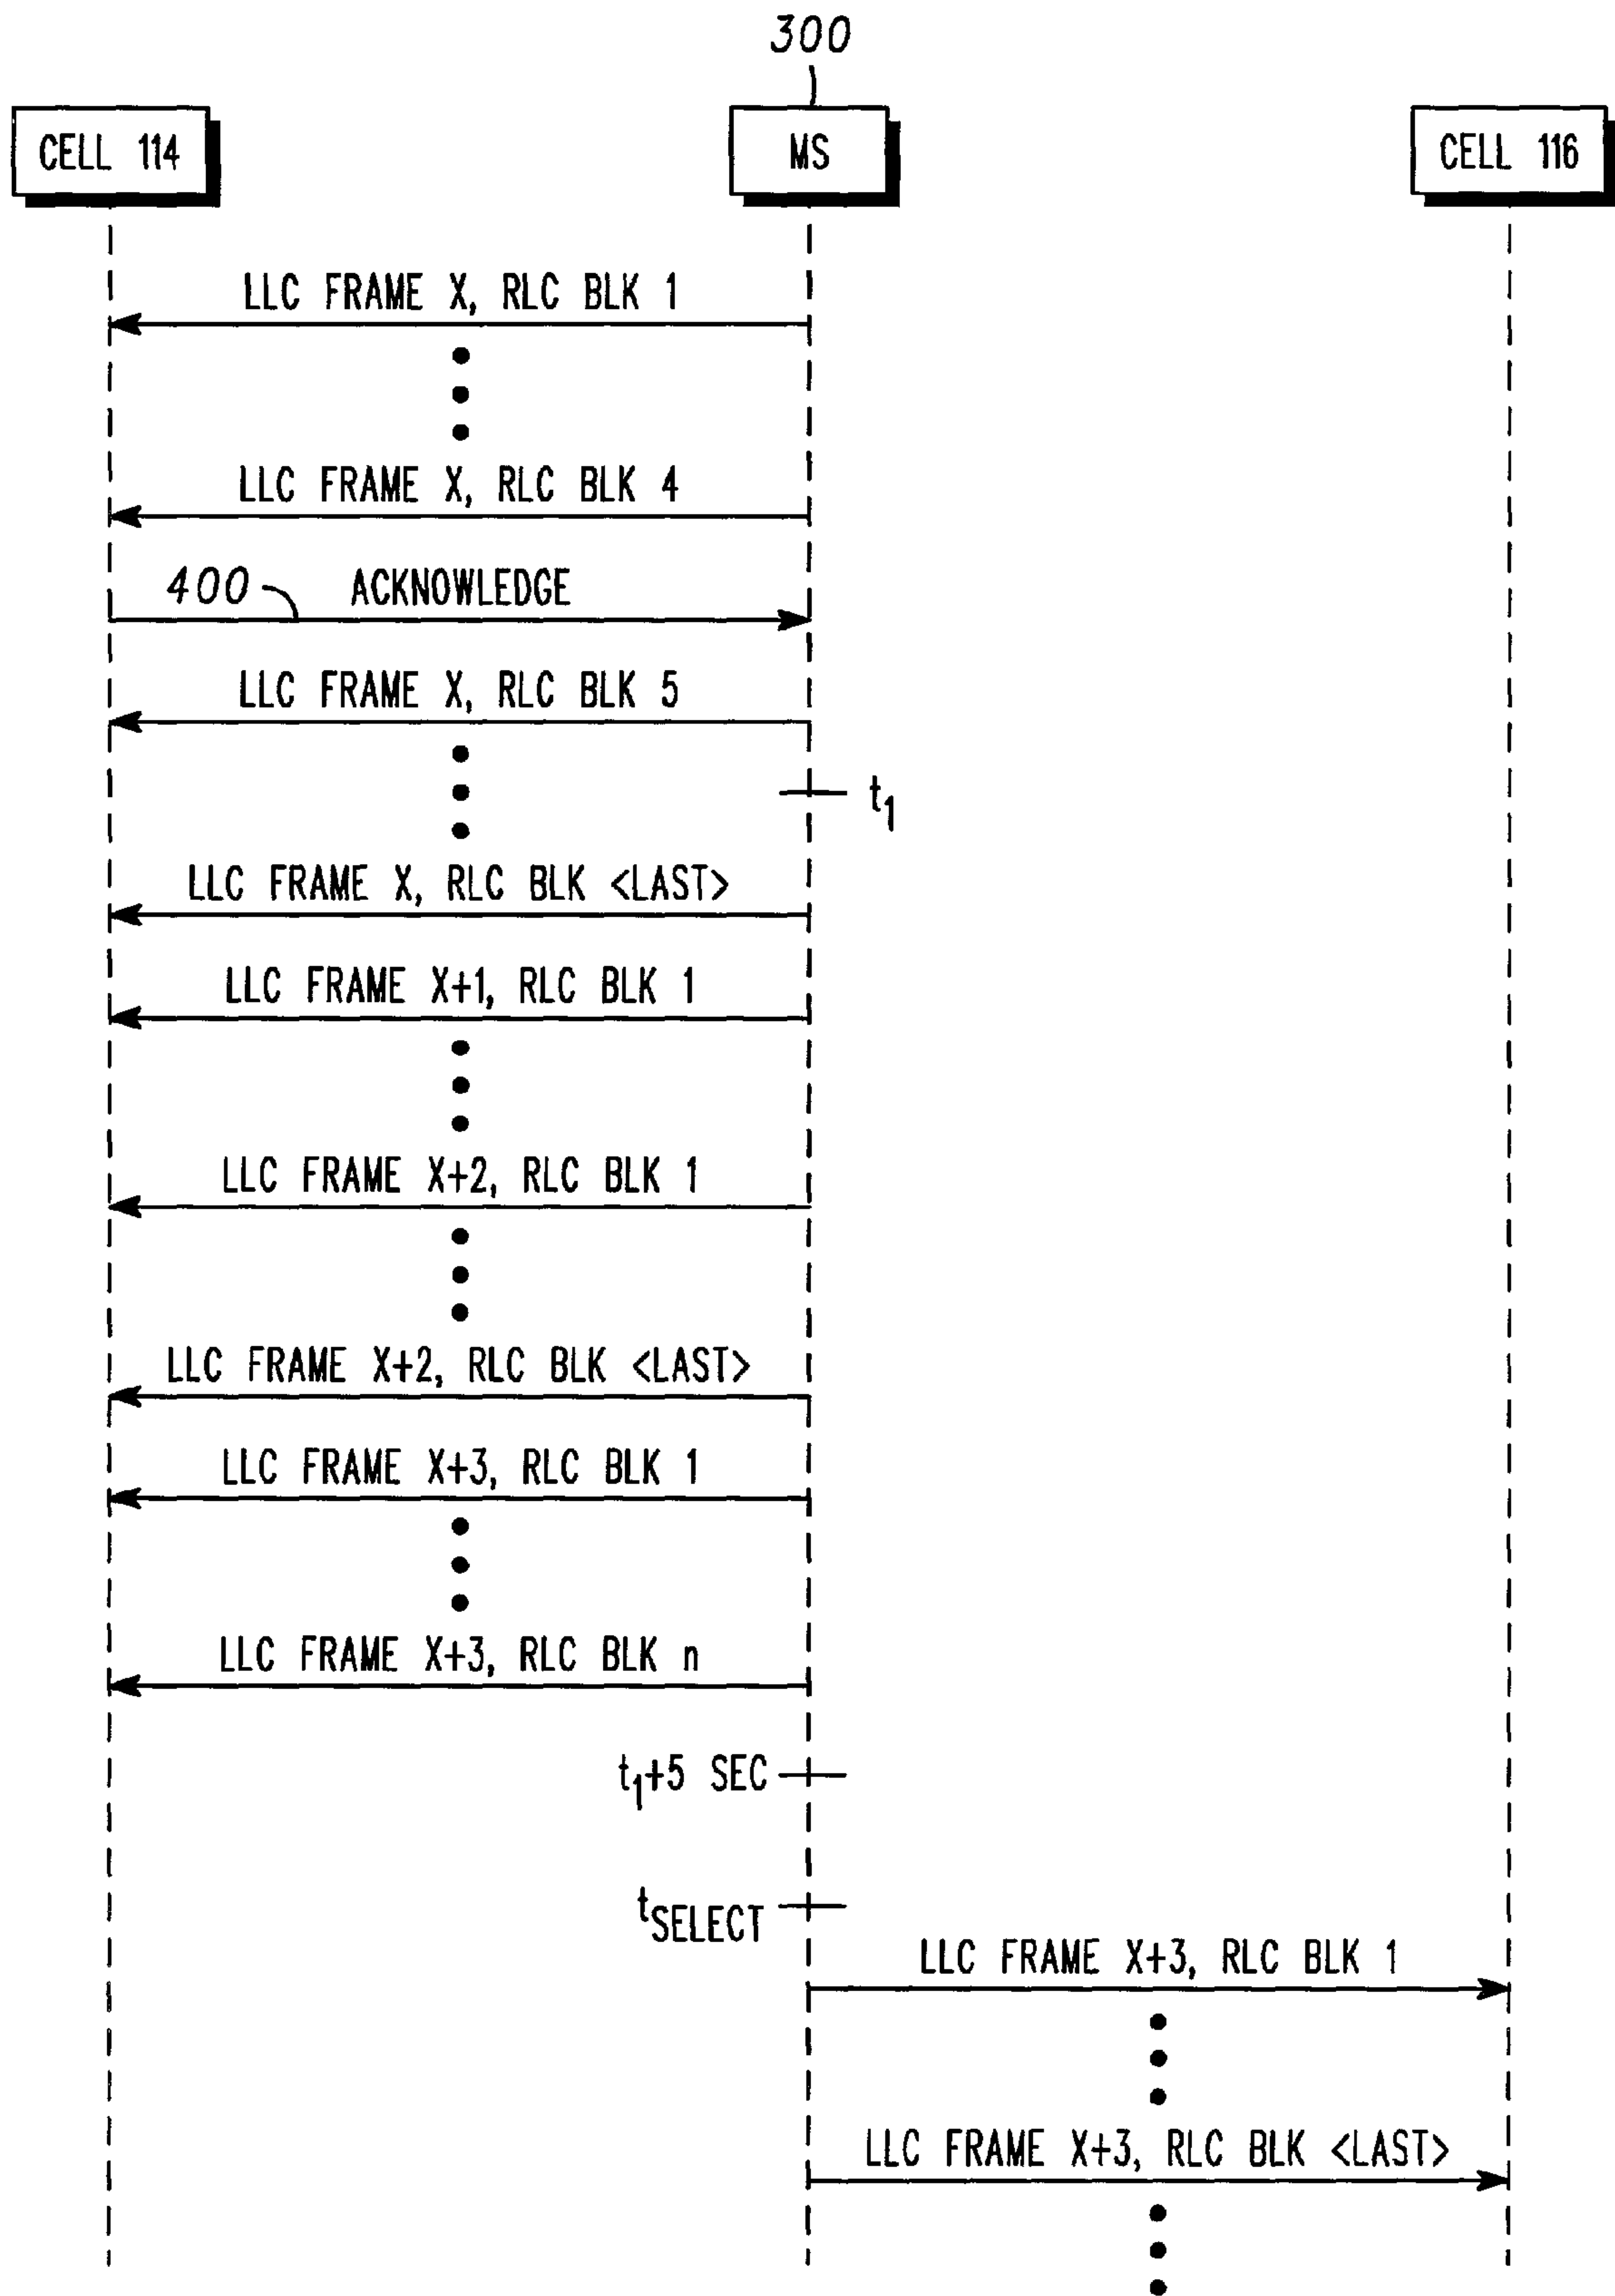 300
CELL 114
MS
CELL 116
LLC FRAME X, RLC BLK 1
LLC FRAME X, RLC BLK 4
400
ACKNOWLEDGE
LLC FRAME X, RLC BLK 5
t1
LLC FRAME X, RLC BLK <LAST>
LLC FRAME X+1, RLC BLK 1
LLC FRAME X+2, RLC BLK 1
LLC FRAME X+2, RLC BLK <LAST>
LLC FRAME X+3, RLC BLK 1
LLC FRAME X+3, RLC BLK n
t1+5 SEC
tSELECT
LLC FRAME X+3, RLC BLK 1
LLC FRAME X+3, RLC BLK <LAST>